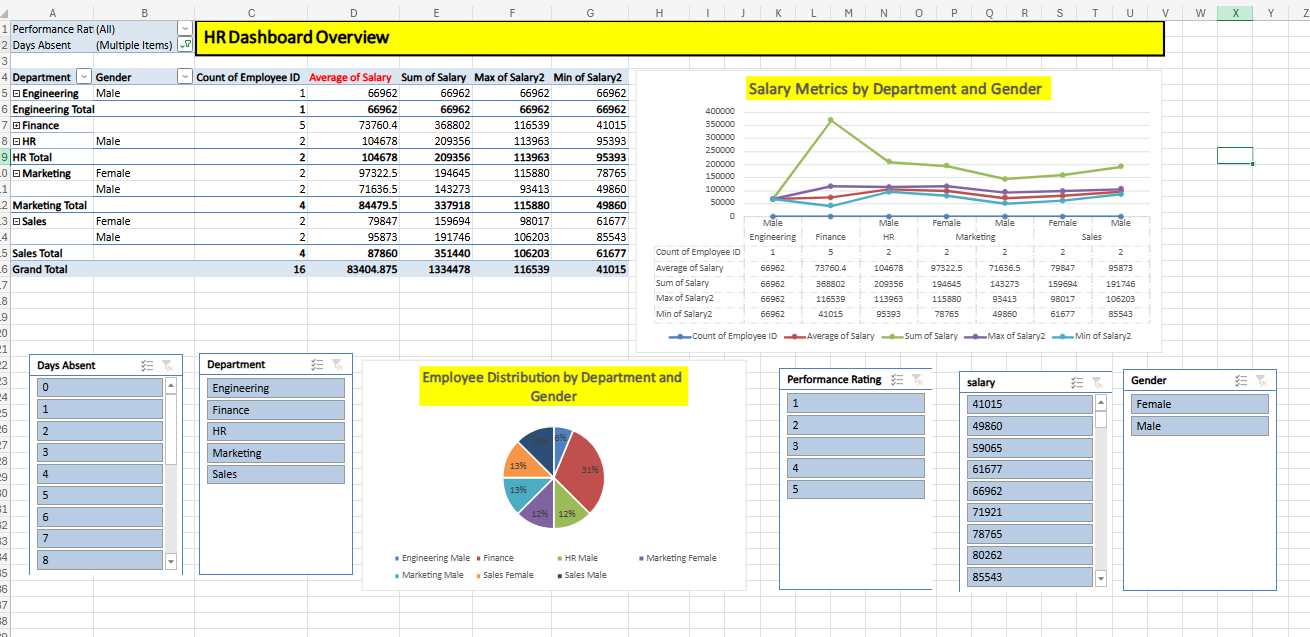 A B C D E F G H I J K L M N O P Q R S T U V W X Y Z
1 Performance Rati (All)
2 Days Absent (Multiple Items)
HR Dashboard Overview
3
4 Department Gender Count of Employee ID Average of Salary Sum of Salary Max of Salary2 Min of Salary2
5 Engineering Male 1 66962 66962 66962 66962
6 Engineering Total 1 66962 66962 66962 66962
7 Finance 5 73760.4 368802 116539 41015
8 HR Male 2 104678 209356 113963 95393
9 HR Total 2 104678 209356 113963 95393
Marketing Female 2 97322.5 194645 115880 78765
Male 2 71636.5 143273 93413 49860
Marketing Total 4 84479.5 337918 115880 49860
Sales Female 2 79847 159694 98017 61677
Male 2 95873 191746 106203 85543
Sales Total 4 87860 351440 106203 61677
Grand Total 16 83404.875 1334478 116539 41015
Salary Metrics by Department and Gender
400000
350000
300000
250000
200000
150000
100000
50000
0
Male Male Female Male Female Male
Engineering Finance HR Marketing Sales
Count of Employee ID 1 5 2 2 2 2 2
Average of Salary 66962 73760.4 104678 97322.5 71636.5 79847 95873
Sum of Salary 66962 368802 209356 194645 143273 159694 191746
Max of Salary2 66962 116539 113963 115880 93413 98017 106203
Min of Salary2 66962 41015 95393 78765 49860 61677 85543
Count of Employee ID Average of Salary Sum of Salary Max of Salary2 Min of Salary2
Days Absent
0
1
2
3
4
5
6
7
8
Department
Engineering
Finance
HR
Marketing
Sales
Employee Distribution by Department and
Gender
6%
31%
12%
12%
13%
13%
Engineering Male Finance HR Male Marketing Female
Marketing Male Sales Female Sales Male
Performance Rating
1
2
3
4
5
salary
41015
49860
59065
61677
66962
71921
78765
80262
85543
Gender
Female
Male